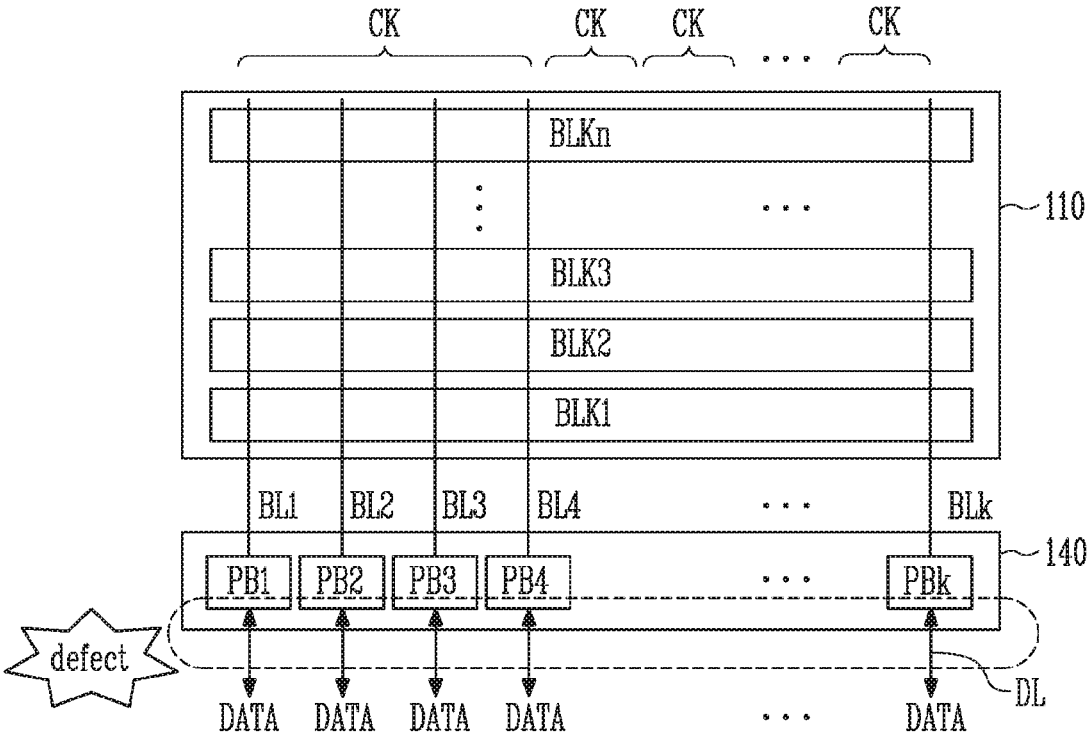 CK CK CK ... CK
BLKn
... 110
BLK3
BLK2
BLK1
BL1 BL2 BL3 BL4 ... BLk
140
PB1 PB2 PB3 PB4 ... PBk
defect
DL
DATA DATA DATA DATA ... DATA